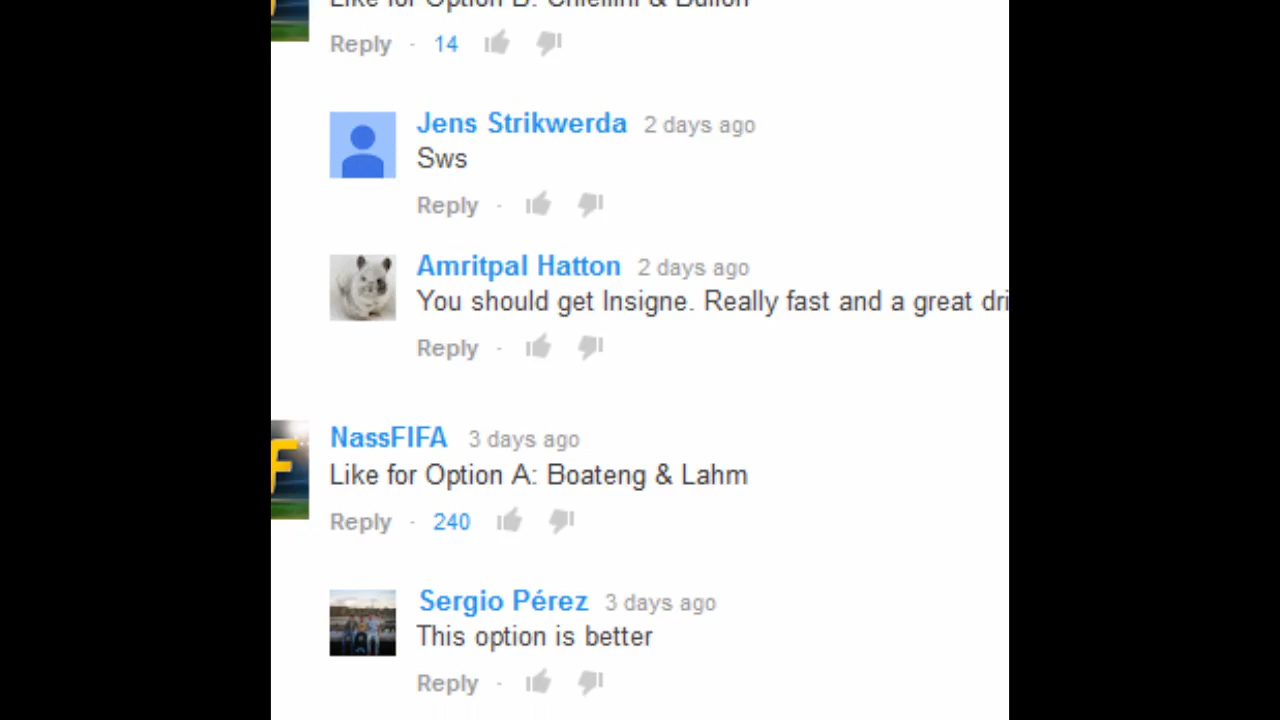 Like for Option B: Chiellini & Buffon
Reply · 14
Jens Strikwerda 2 days ago
Sws
Reply ·
Amritpal Hatton 2 days ago
You should get Insigne. Really fast and a great dri
Reply ·
F
NassFIFA 3 days ago
Like for Option A: Boateng & Lahm
Reply · 240
Sergio Pérez 3 days ago
This option is better
Reply ·